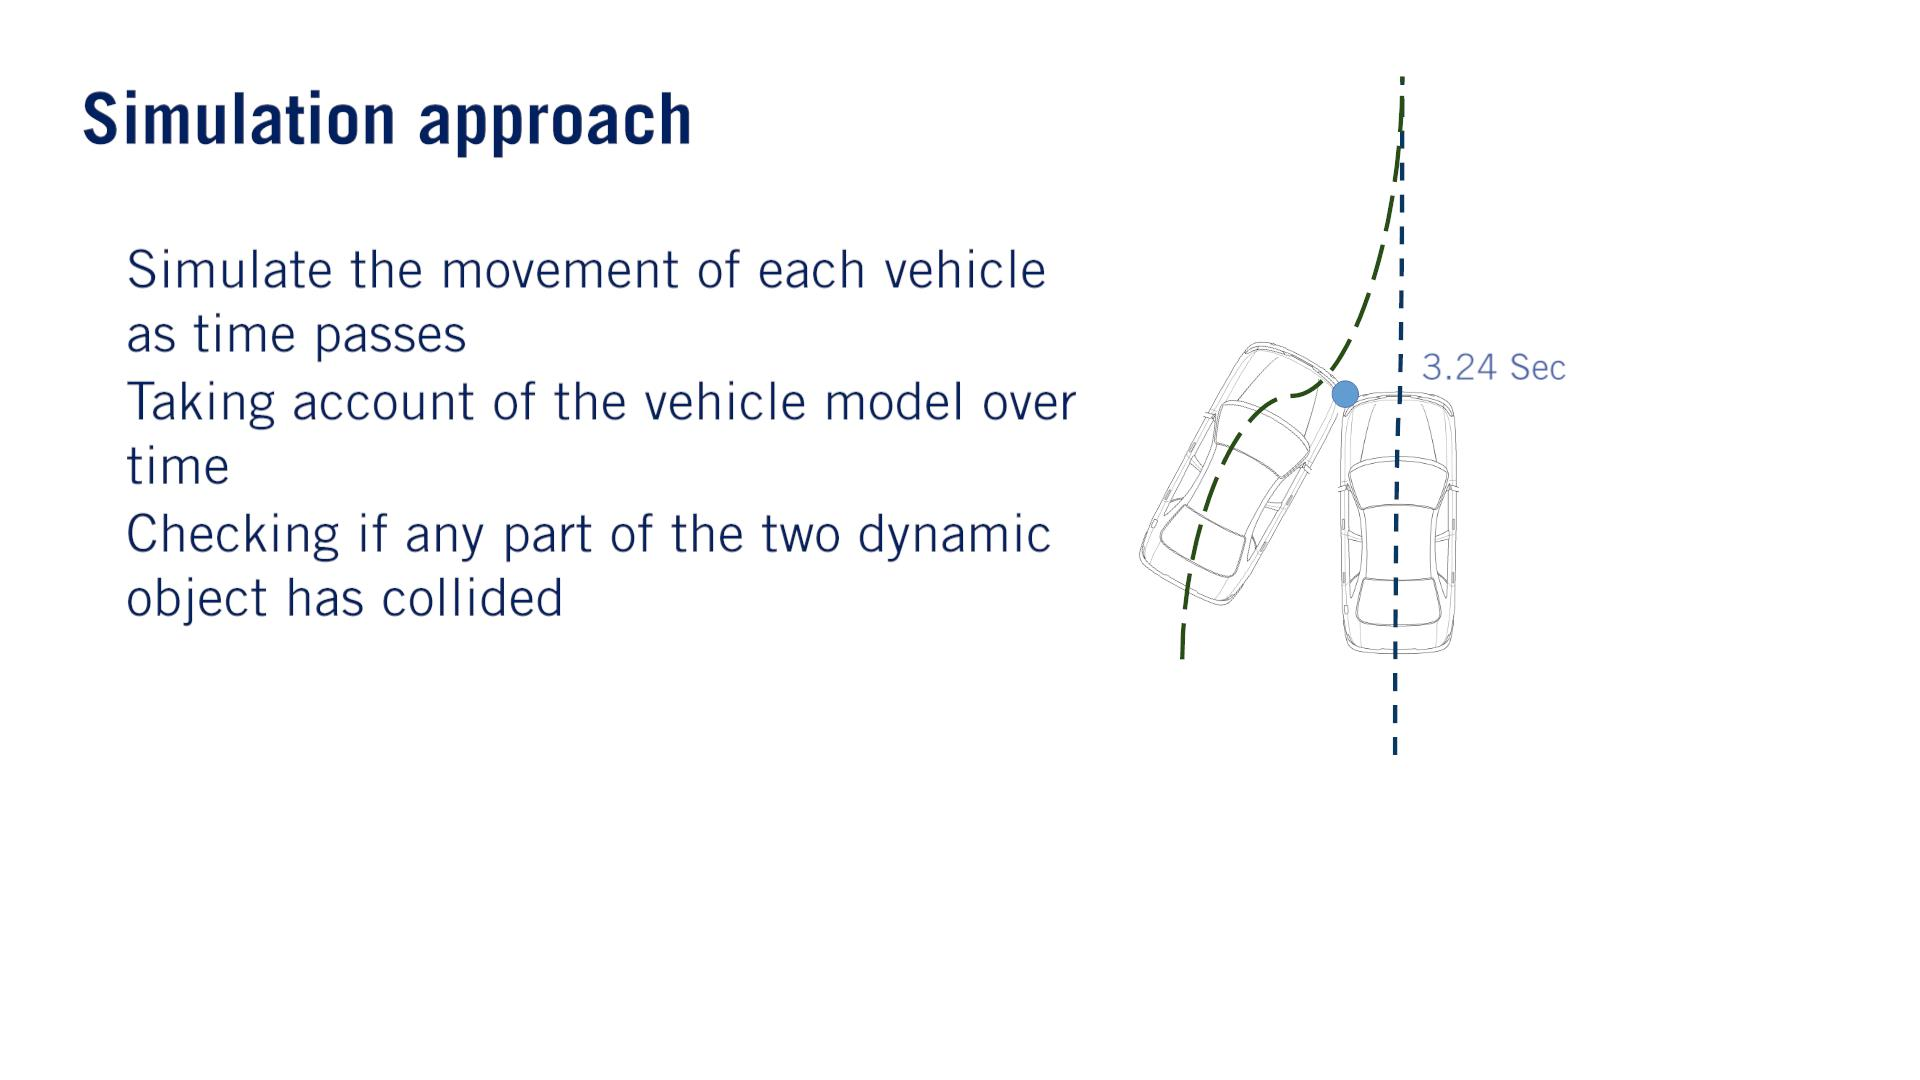 Simulation approach
Simulate the movement of each vehicle
as time passes
Taking account of the vehicle model over
time
Checking if any part of the two dynamic
object has collided
3.24 Sec